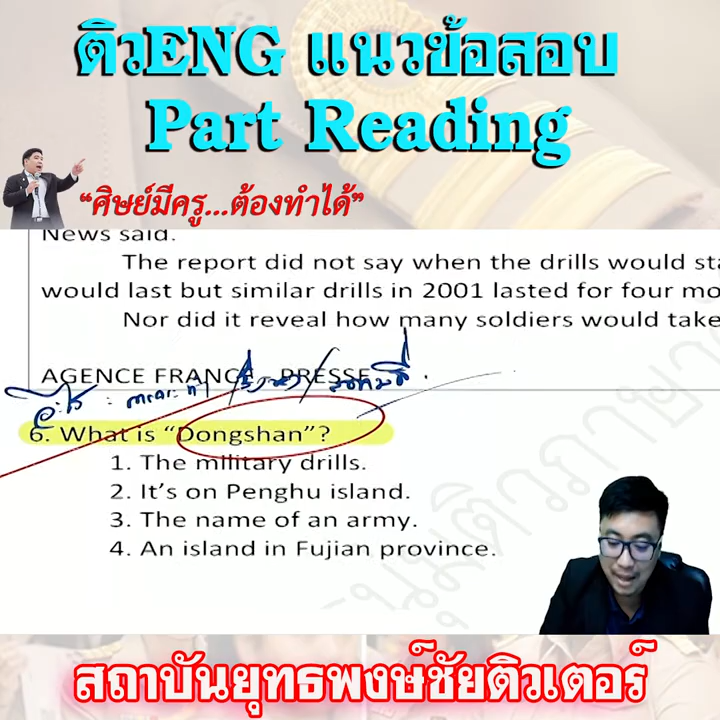 ติวENG แนวข้อสอบ
Part Reading
“ศิษย์มีครู...ต้องทำได้”
News said.
The report did not say when the drills would sta
would last but similar drills in 2001 lasted for four mo
Nor did it reveal how many soldiers would take
AGENCE FRANCE PRESSE
6. What is “Dongshan”?
1. The military drills.
2. It’s on Penghu island.
3. The name of an army.
4. An island in Fujian province.
สถาบันยุทธพงษ์ชัยติวเตอร์